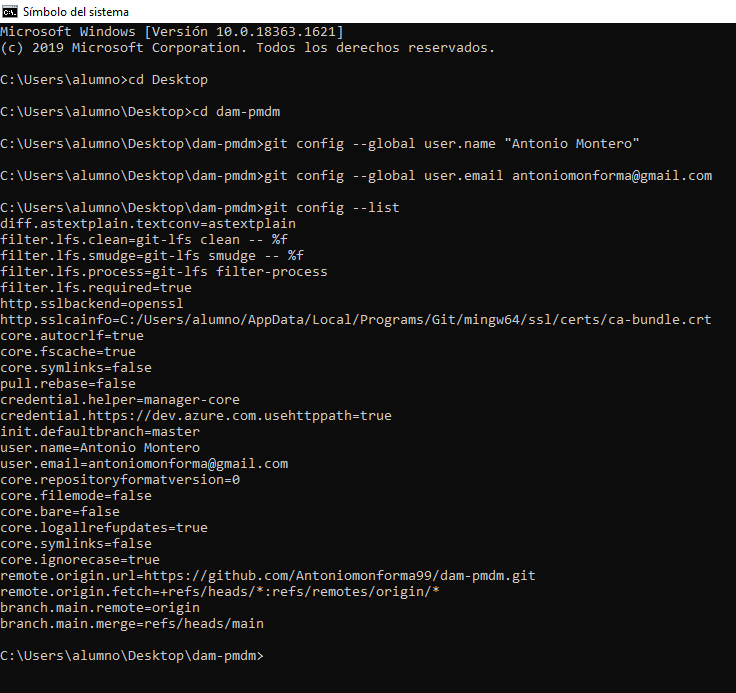 Símbolo del sistema
Microsoft Windows [Versión 10.0.18363.1621]
(c) 2019 Microsoft Corporation. Todos los derechos reservados.
C:\Users\alumno>cd Desktop
C:\Users\alumno\Desktop>cd dam-pmdm
C:\Users\alumno\Desktop\dam-pmdm>git config --global user.name "Antonio Montero"
C:\Users\alumno\Desktop\dam-pmdm>git config --global user.email antoniomonforma@gmail.com
C:\Users\alumno\Desktop\dam-pmdm>git config --list
diff.astextplain.textconv=astextplain
filter.lfs.clean=git-lfs clean -- %f
filter.lfs.smudge=git-lfs smudge -- %f
filter.lfs.process=git-lfs filter-process
filter.lfs.required=true
http.sslbackend=openssl
http.sslcainfo=C:/Users/alumno/AppData/Local/Programs/Git/mingw64/ssl/certs/ca-bundle.crt
core.autocrlf=true
core.fscache=true
core.symlinks=false
pull.rebase=false
credential.helper=manager-core
credential.https://dev.azure.com.usehttppath=true
init.defaultbranch=master
user.name=Antonio Montero
user.email=antoniomonforma@gmail.com
core.repositoryformatversion=0
core.filemode=false
core.bare=false
core.logallrefupdates=true
core.symlinks=false
core.ignorecase=true
remote.origin.url=https://github.com/Antoniomonforma99/dam-pmdm.git
remote.origin.fetch=+refs/heads/*:refs/remotes/origin/*
branch.main.remote=origin
branch.main.merge=refs/heads/main
C:\Users\alumno\Desktop\dam-pmdm>